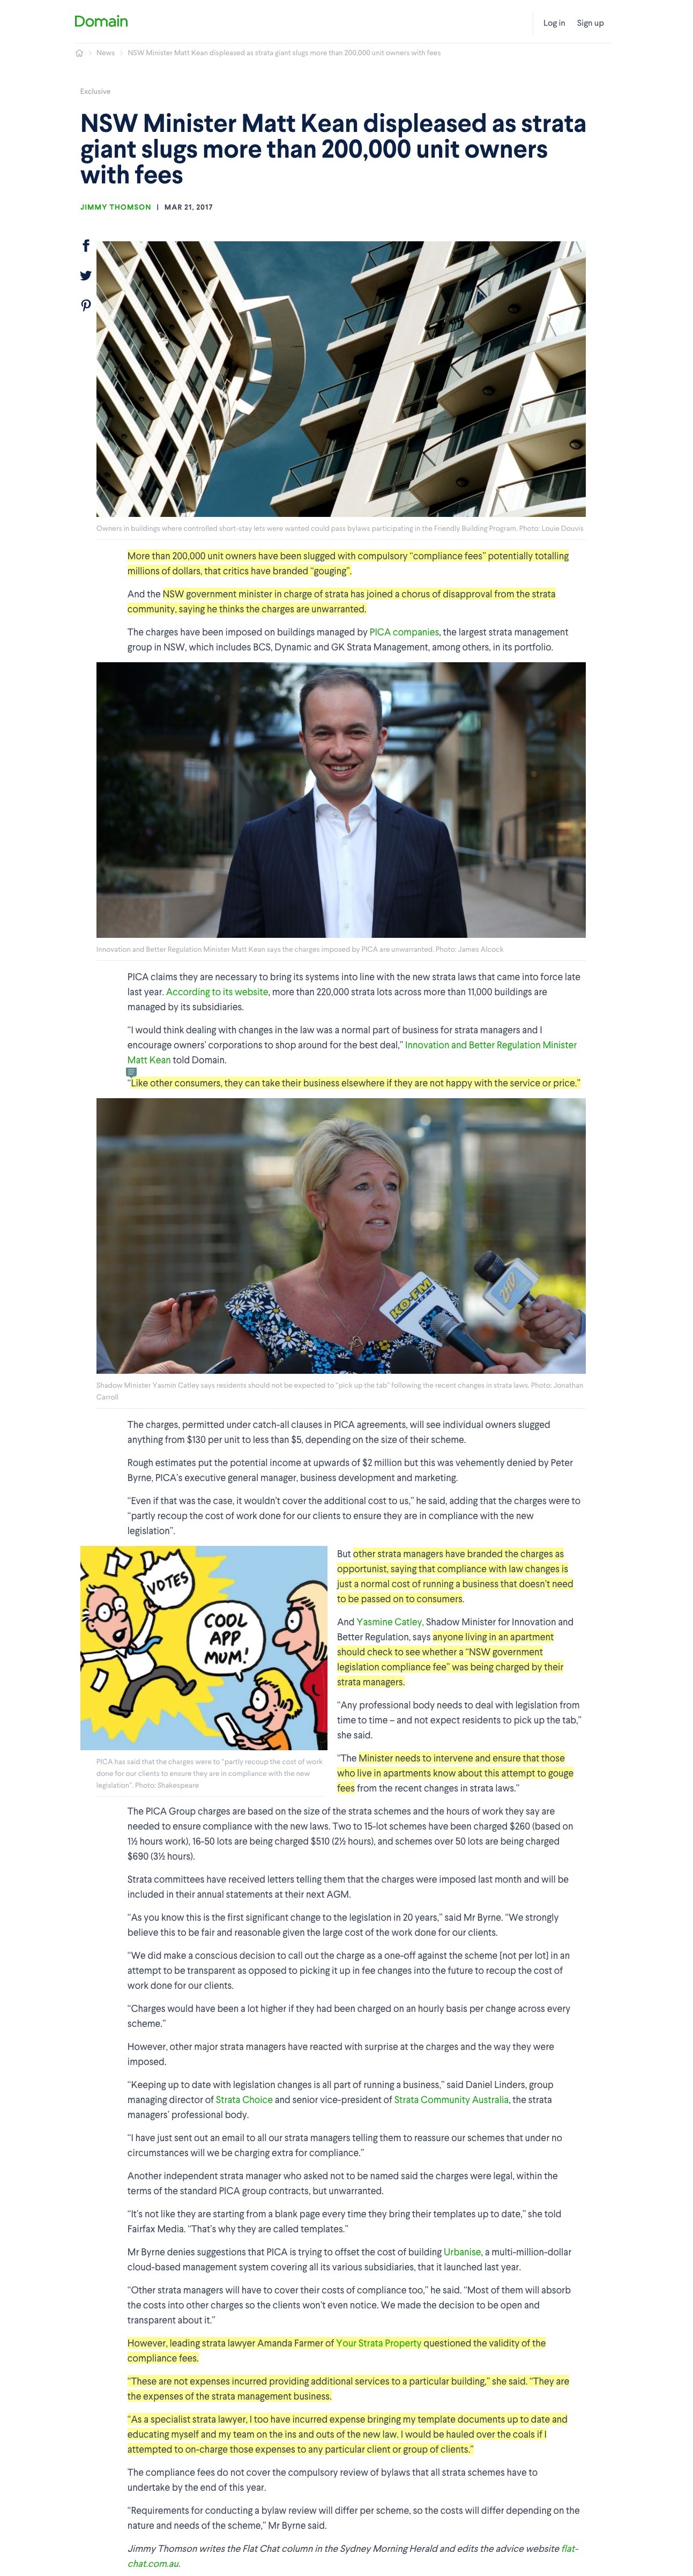 Domain
Log in Sign up
News NSW Minister Matt Kean displeased as strata giant slugs more than 200,000 unit owners with fees
Exclusive
NSW Minister Matt Kean displeased as strata
giant slugs more than 200,000 unit owners
with fees
JIMMY THOMSON | MAR 21, 2017
Owners in buildings where controlled short-stay lets were wanted could pass bylaws participating in the Friendly Building Program. Photo: Louie Douvis
More than 200,000 unit owners have been slugged with compulsory “compliance fees” potentially totalling
millions of dollars, that critics have branded “gouging”.
And the NSW government minister in charge of strata has joined a chorus of disapproval from the strata
community, saying he thinks the charges are unwarranted.
The charges have been imposed on buildings managed by PICA companies, the largest strata management
group in NSW, which includes BCS, Dynamic and GK Strata Management, among others, in its portfolio.
Innovation and Better Regulation Minister Matt Kean says the charges imposed by PICA are unwarranted. Photo: James Alcock
PICA claims they are necessary to bring its systems into line with the new strata laws that came into force late
last year. According to its website, more than 220,000 strata lots across more than 11,000 buildings are
managed by its subsidiaries.
“I would think dealing with changes in the law was a normal part of business for strata managers and I
encourage owners’ corporations to shop around for the best deal,” Innovation and Better Regulation Minister
Matt Kean told Domain.
“Like other consumers, they can take their business elsewhere if they are not happy with the service or price.”
KO·FM
Shadow Minister Yasmin Catley says residents should not be expected to “pick up the tab” following the recent changes in strata laws. Photo: Jonathan
Carroll
The charges, permitted under catch-all clauses in PICA agreements, will see individual owners slugged
anything from $130 per unit to less than $5, depending on the size of their scheme.
Rough estimates put the potential income at upwards of $2 million but this was vehemently denied by Peter
Byrne, PICA’s executive general manager, business development and marketing.
“Even if that was the case, it wouldn’t cover the additional cost to us,” he said, adding that the charges were to
“partly recoup the cost of work done for our clients to ensure they are in compliance with the new
legislation”.
VOTES
COOL
APP
MUM!
PICA has said that the charges were to “partly recoup the cost of work
done for our clients to ensure they are in compliance with the new
legislation”. Photo: Shakespeare
But other strata managers have branded the charges as
opportunist, saying that compliance with law changes is
just a normal cost of running a business that doesn’t need
to be passed on to consumers.
And Yasmine Catley, Shadow Minister for Innovation and
Better Regulation, says anyone living in an apartment
should check to see whether a “NSW government
legislation compliance fee” was being charged by their
strata managers.
“Any professional body needs to deal with legislation from
time to time – and not expect residents to pick up the tab,”
she said.
“The Minister needs to intervene and ensure that those
who live in apartments know about this attempt to gouge
fees from the recent changes in strata laws.”
The PICA Group charges are based on the size of the strata schemes and the hours of work they say are
needed to ensure compliance with the new laws. Two to 15-lot schemes have been charged $260 (based on
1½ hours work), 16-50 lots are being charged $510 (2½ hours), and schemes over 50 lots are being charged
$690 (3½ hours).
Strata committees have received letters telling them that the charges were imposed last month and will be
included in their annual statements at their next AGM.
“As you know this is the first significant change to the legislation in 20 years,” said Mr Byrne. “We strongly
believe this to be fair and reasonable given the large cost of the work done for our clients.
“We did make a conscious decision to call out the charge as a one-off against the scheme [not per lot] in an
attempt to be transparent as opposed to picking it up in fee changes into the future to recoup the cost of
work done for our clients.
“Charges would have been a lot higher if they had been charged on an hourly basis per change across every
scheme.”
However, other major strata managers have reacted with surprise at the charges and the way they were
imposed.
“Keeping up to date with legislation changes is all part of running a business,” said Daniel Linders, group
managing director of Strata Choice and senior vice-president of Strata Community Australia, the strata
managers’ professional body.
“I have just sent out an email to all our strata managers telling them to reassure our schemes that under no
circumstances will we be charging extra for compliance.”
Another independent strata manager who asked not to be named said the charges were legal, within the
terms of the standard PICA group contracts, but unwarranted.
“It’s not like they are starting from a blank page every time they bring their templates up to date,” she told
Fairfax Media. “That’s why they are called templates.”
Mr Byrne denies suggestions that PICA is trying to offset the cost of building Urbanise, a multi-million-dollar
cloud-based management system covering all its various subsidiaries, that it launched last year.
“Other strata managers will have to cover their costs of compliance too,” he said. “Most of them will absorb
the costs into other charges so the clients won’t even notice. We made the decision to be open and
transparent about it.”
However, leading strata lawyer Amanda Farmer of Your Strata Property questioned the validity of the
compliance fees.
“These are not expenses incurred providing additional services to a particular building,” she said. “They are
the expenses of the strata management business.
“As a specialist strata lawyer, I too have incurred expense bringing my template documents up to date and
educating myself and my team on the ins and outs of the new law. I would be hauled over the coals if I
attempted to on-charge those expenses to any particular client or group of clients.”
The compliance fees do not cover the compulsory review of bylaws that all strata schemes have to
undertake by the end of this year.
“Requirements for conducting a bylaw review will differ per scheme, so the costs will differ depending on the
nature and needs of the scheme,” Mr Byrne said.
Jimmy Thomson writes the Flat Chat column in the Sydney Morning Herald and edits the advice website flat-
chat.com.au.